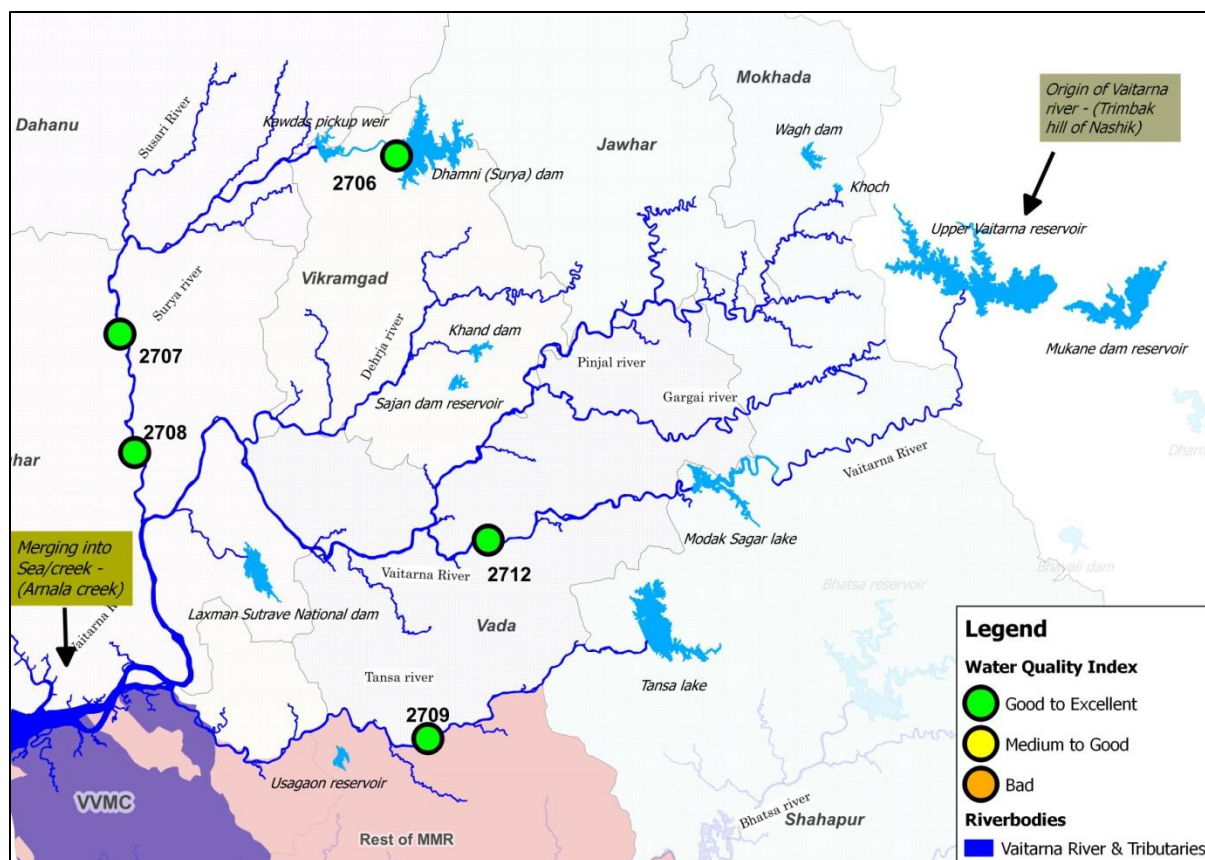 Mokhada
Origin of Vaitarna
river - (Trimbak
hill of Nashik)
Dahanu
Susari River
Kawdas pickup weir
Wagh dam
Jawhar
2706
Dhamni (Surya) dam
Khoch
Upper Vaitarna reservoir
Surya river
Vikramgad
2707
Dehrja river
Khand dam
Pinjal river
Mukane dam reservoir
Sajan dam reservoir
Gargai river
2708
ghar
Vaitarna River
Modak Sagar lake
Merging into
Sea/creek -
(Arnala creek)
Vaitarna River
2712
Laxman Sutrave National dam
Vada
Bhavali dam
Bhatsa reservoir
Tansa river
Tansa lake
2709
Usagaon reservoir
VVMC
Rest of MMR
Bhatsa river
Shahapur
Legend
Water Quality Index
Good to Excellent
Medium to Good
Bad
Riverbodies
Vaitarna River & Tributaries